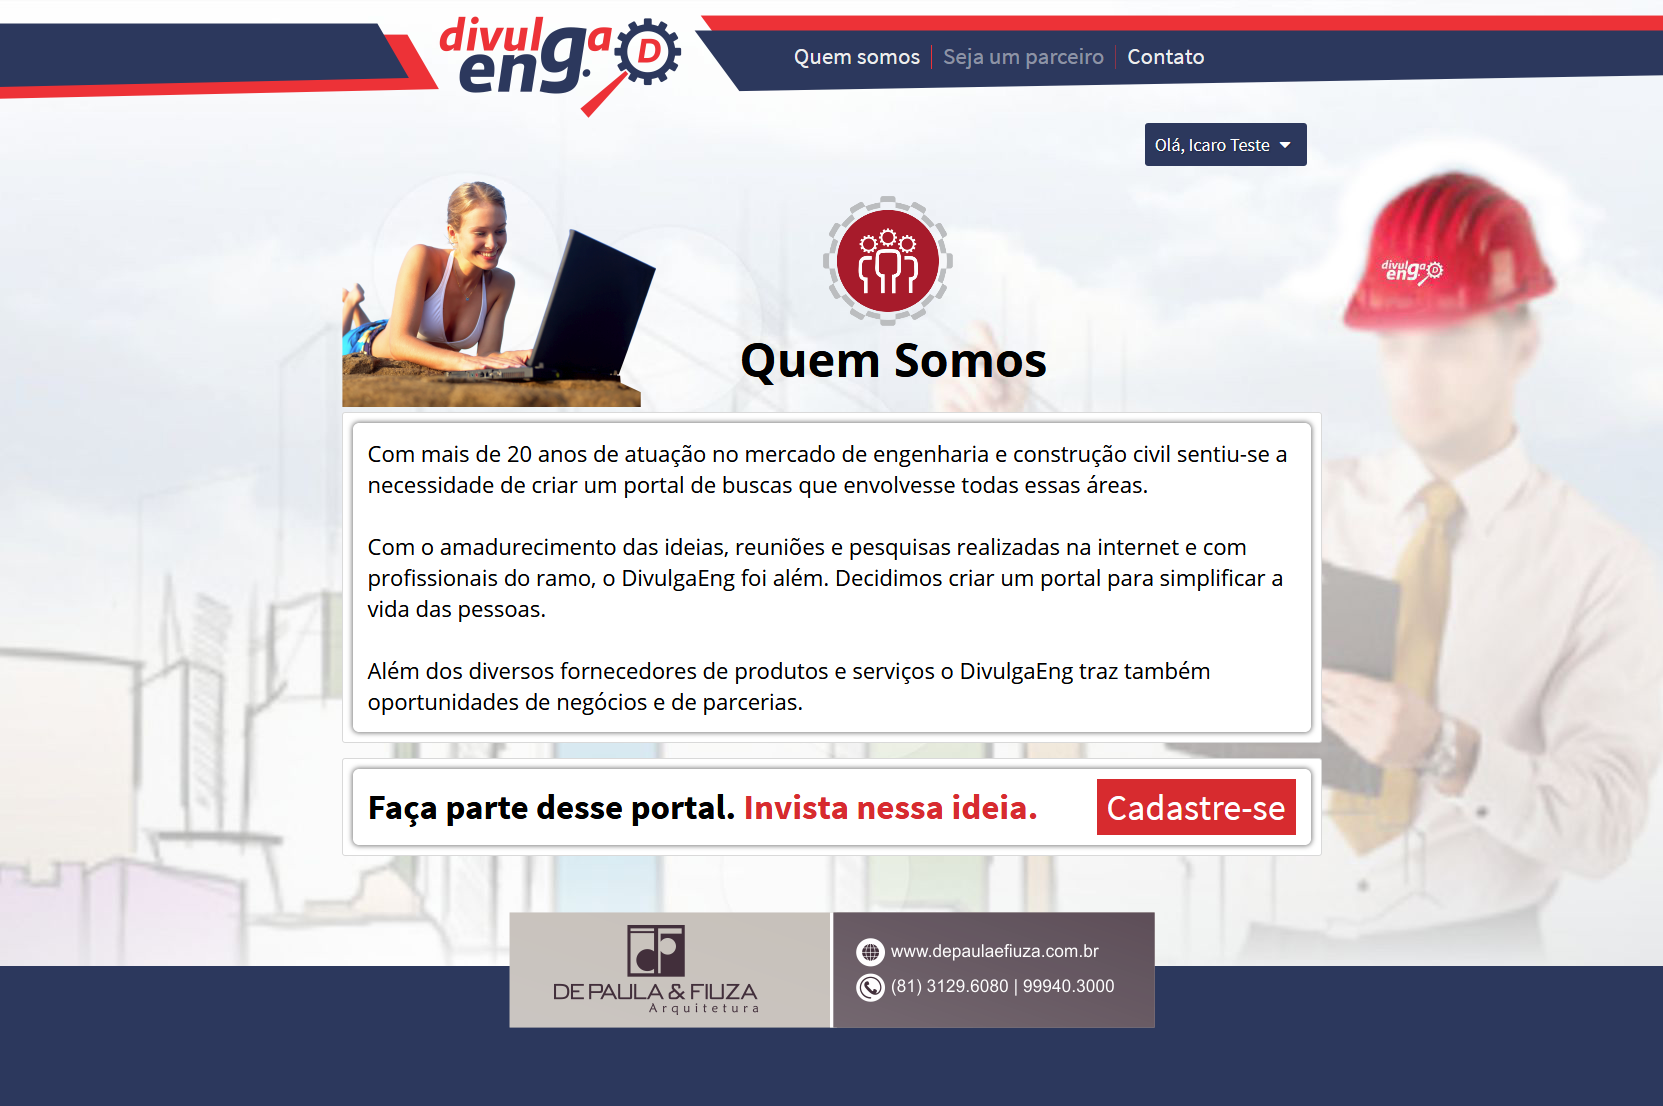 divulga
eng. D
Quem somos
Seja um parceiro
Contato
Olá, Icaro Teste
divulga
eng. D
Quem Somos
Com mais de 20 anos de atuação no mercado de engenharia e construção civil sentiu-se a
necessidade de criar um portal de buscas que envolvesse todas essas áreas.
Com o amadurecimento das ideias, reuniões e pesquisas realizadas na internet e com
profissionais do ramo, o DivulgaEng foi além. Decidimos criar um portal para simplificar a
vida das pessoas.
Além dos diversos fornecedores de produtos e serviços o DivulgaEng traz também
oportunidades de negócios e de parcerias.
Faça parte desse portal. Invista nessa ideia.
Cadastre-se
dp
DE PAULA & FIUZA
Arquitetura
www.depaulaefiuza.com.br
(81) 3129.6080 | 99940.3000